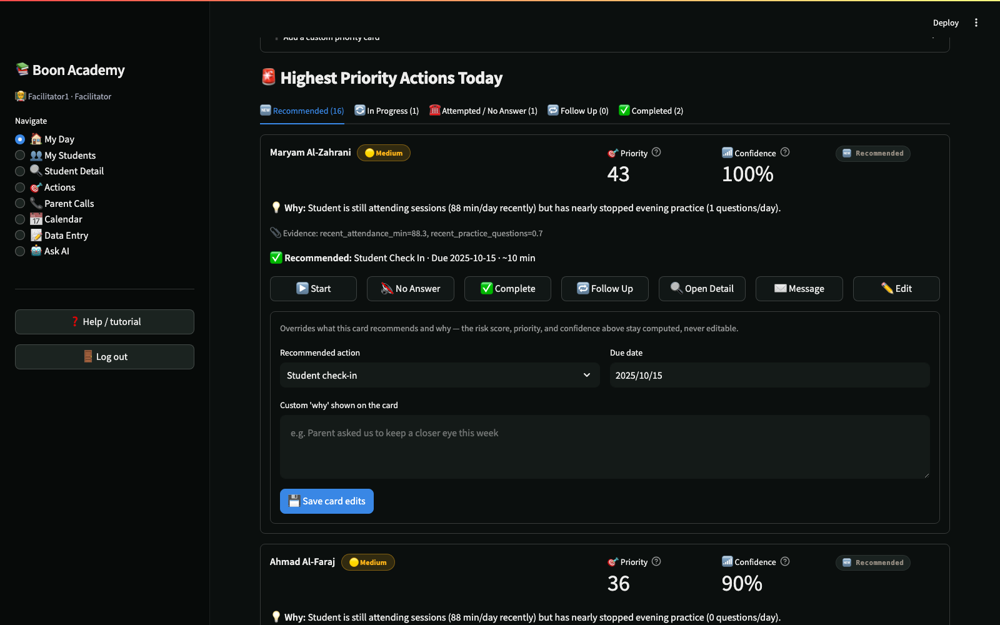 Deploy
Add a custom priority card
📚 Boon Academy
Facilitator1 · Facilitator
Navigate
My Day
My Students
Student Detail
Actions
Parent Calls
Calendar
Data Entry
Ask AI
❓ Help / tutorial
Log out
Highest Priority Actions Today
Recommended (16)
In Progress (1)
Attempted / No Answer (1)
Follow Up (0)
Completed (2)
Maryam Al-Zahrani
Medium
Priority
43
Confidence
100%
Recommended
Why: Student is still attending sessions (88 min/day recently) but has nearly stopped evening practice (1 questions/day).
Evidence: recent_attendance_min=88.3, recent_practice_questions=0.7
Recommended: Student Check In · Due 2025-10-15 · ~10 min
Start
No Answer
Complete
Follow Up
Open Detail
Message
Edit
Overrides what this card recommends and why — the risk score, priority, and confidence above stay computed, never editable.
Recommended action
Student check-in
Due date
2025/10/15
Custom 'why' shown on the card
e.g. Parent asked us to keep a closer eye this week
Save card edits
Ahmad Al-Faraj
Medium
Priority
36
Confidence
90%
Recommended
Why: Student is still attending sessions (88 min/day recently) but has nearly stopped evening practice (0 questions/day).